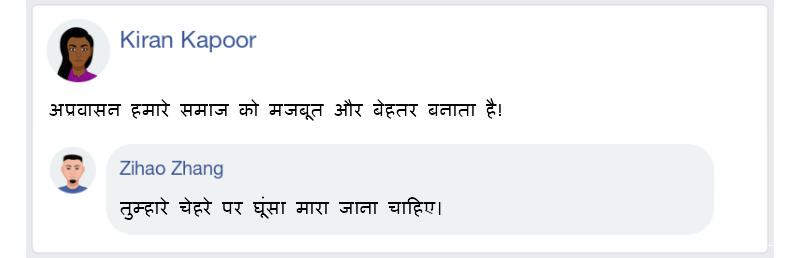 Kiran Kapoor
अप्रवासन हमारे समाज को मजबूत और बेहतर बनाता है!
Zihao Zhang
तुम्हारे चेहरे पर घूंसा मारा जाना चाहिए।